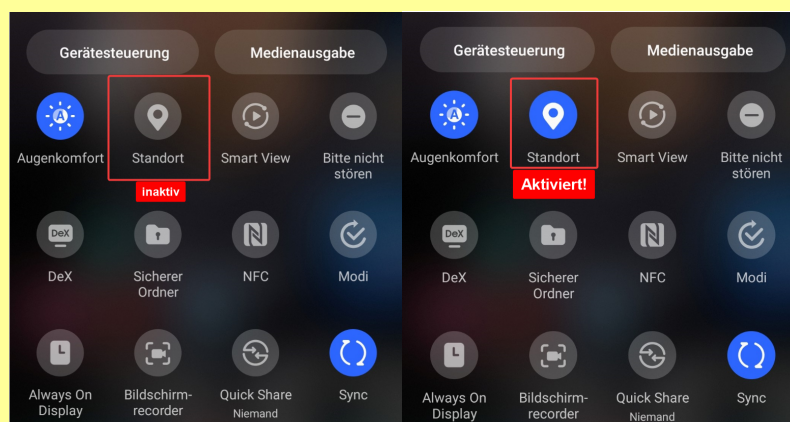 Gerätesteuerung
Medienausgabe
A
Augenkomfort
Standort
Smart View
Bitte nicht
stören
inaktiv
DeX
DeX
Sicherer
Ordner
NFC
Modi
Always On
Display
Bildschirm-
recorder
Quick Share
Niemand
Sync
Gerätesteuerung
Medienausgabe
A
Augenkomfort
Standort
Smart View
Bitte nicht
stören
Aktiviert!
DeX
DeX
Sicherer
Ordner
NFC
Modi
Always On
Display
Bildschirm-
recorder
Quick Share
Niemand
Sync